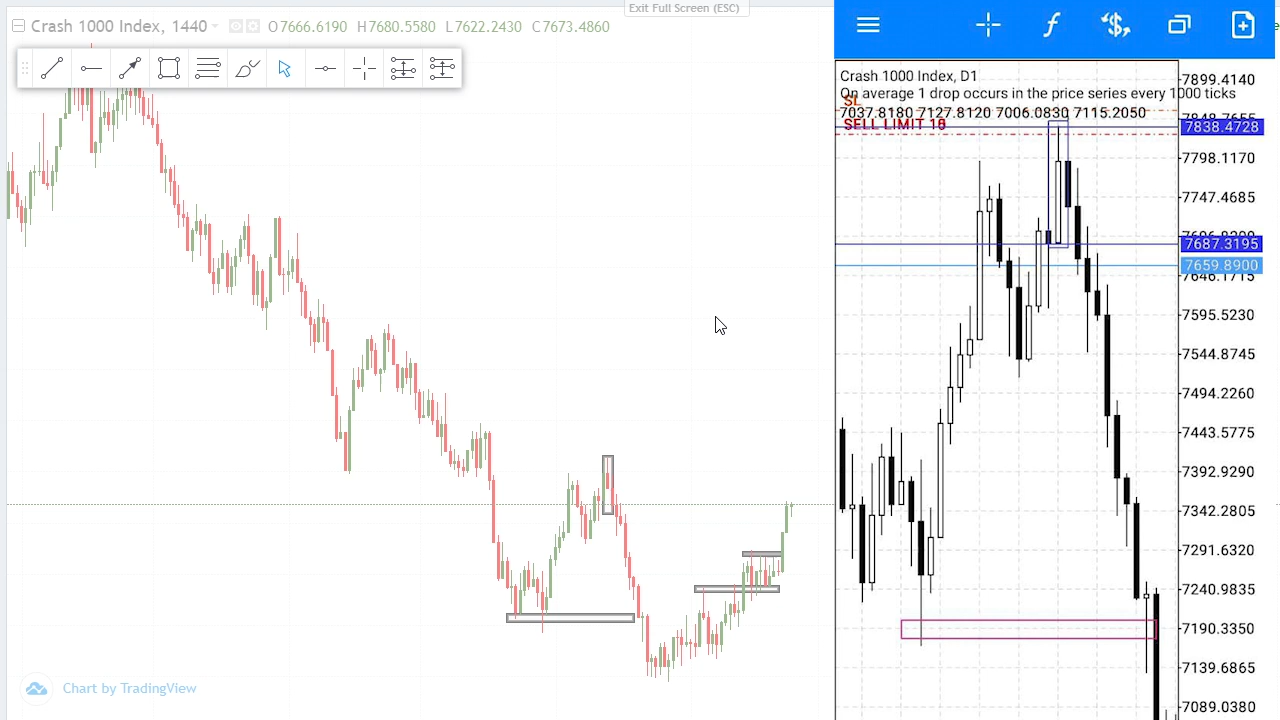 Exit Full Screen (ESC)
Crash 1000 Index, 1440 O7666.6190 H7680.5580 L7622.2430 C7673.4860
Chart by TradingView
Crash 1000 Index, D1
On average 1 drop occurs in the price series every 1000 ticks
SL
7037.8180 7127.8120 7006.0830 7115.2050
SELL LIMIT
7899.4140
7838.4728
7798.1170
7747.4685
7687.3195
7659.8900
7646.1715
7595.5230
7544.8745
7494.2260
7443.5775
7392.9290
7342.2805
7291.6320
7240.9835
7190.3350
7139.6865
7089.0380